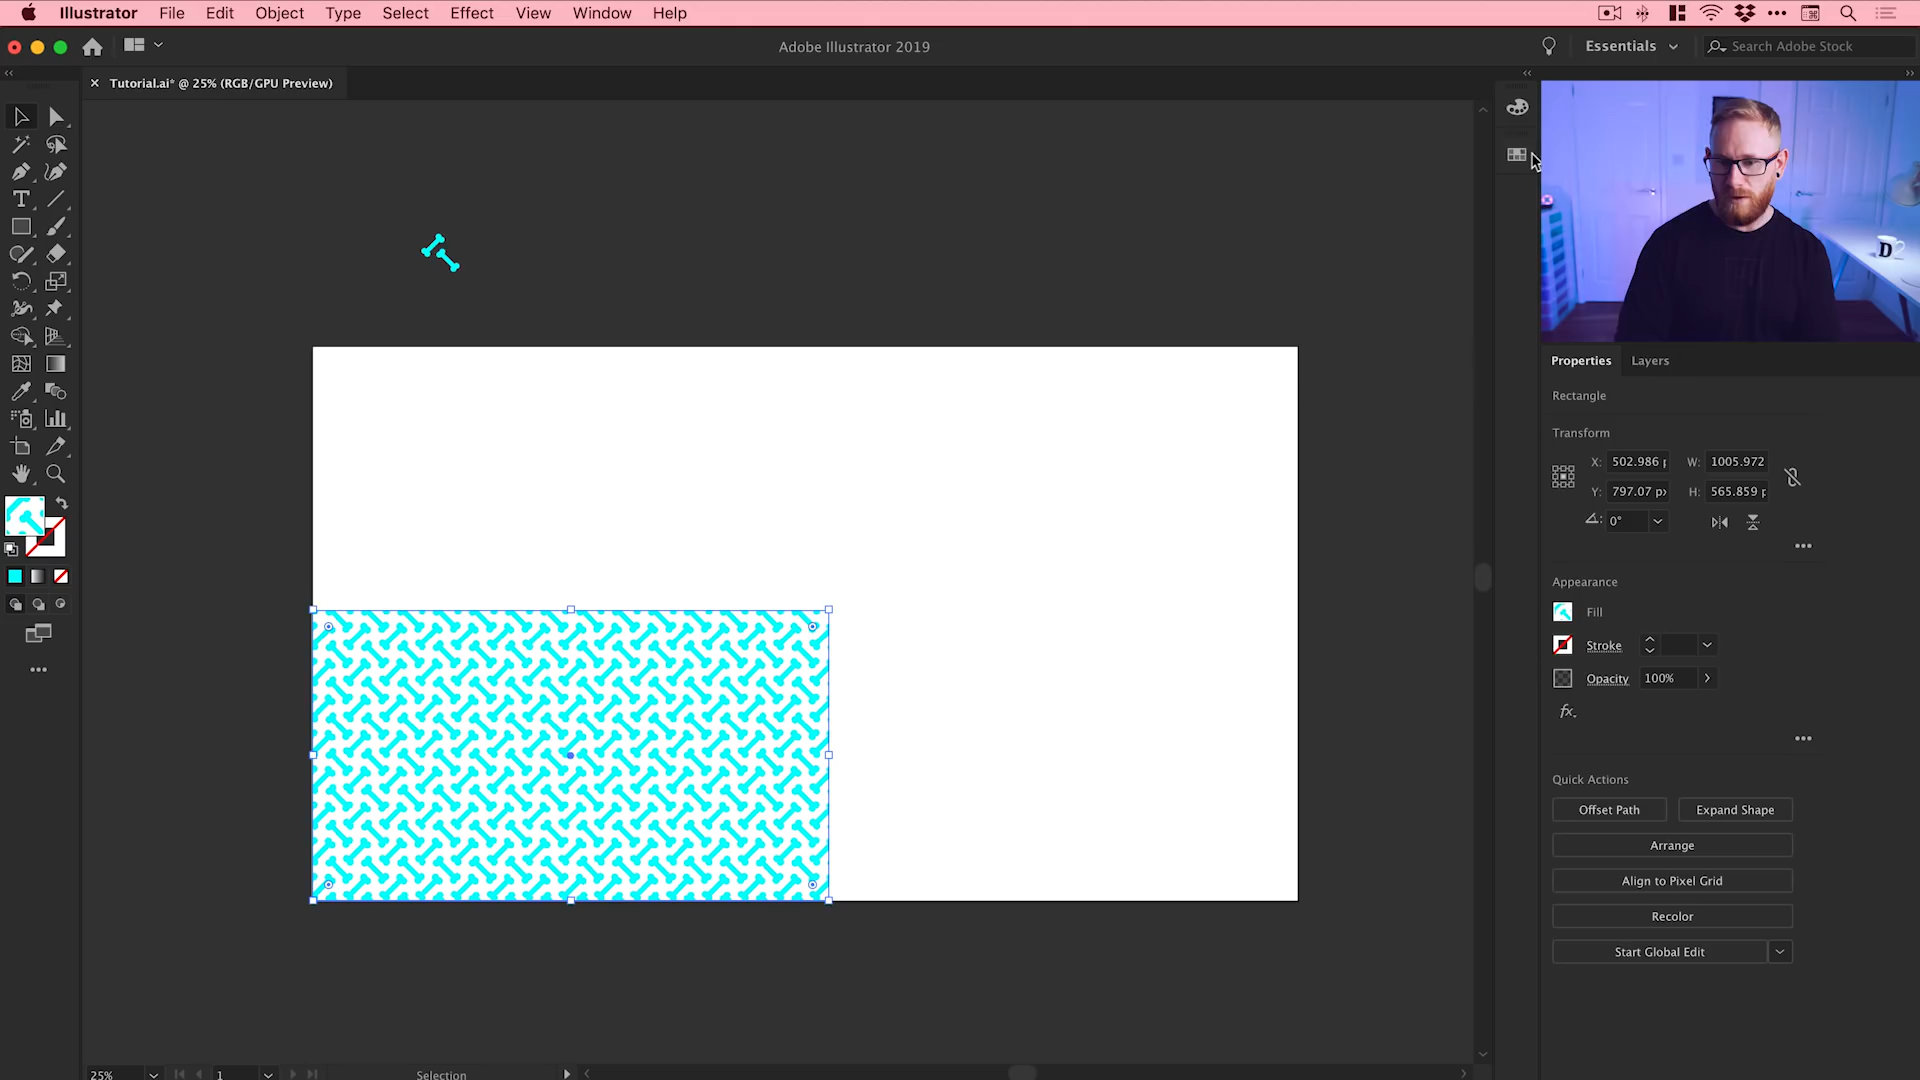 Illustrator File Edit Object Type Select Effect View Window Help
Adobe Illustrator 2019
Essentials
Search Adobe Stock
Tutorial.ai* @ 25% (RGB/GPU Preview)
D
Properties Layers
Rectangle
Transform
X: 502.986 p W: 1005.972
Y: 797.07 px H: 565.859 p
0°
Appearance
Fill
Stroke
Opacity 100%
fx.
Quick Actions
Offset Path Expand Shape
Arrange
Align to Pixel Grid
Recolor
Start Global Edit
25% 1 Selection